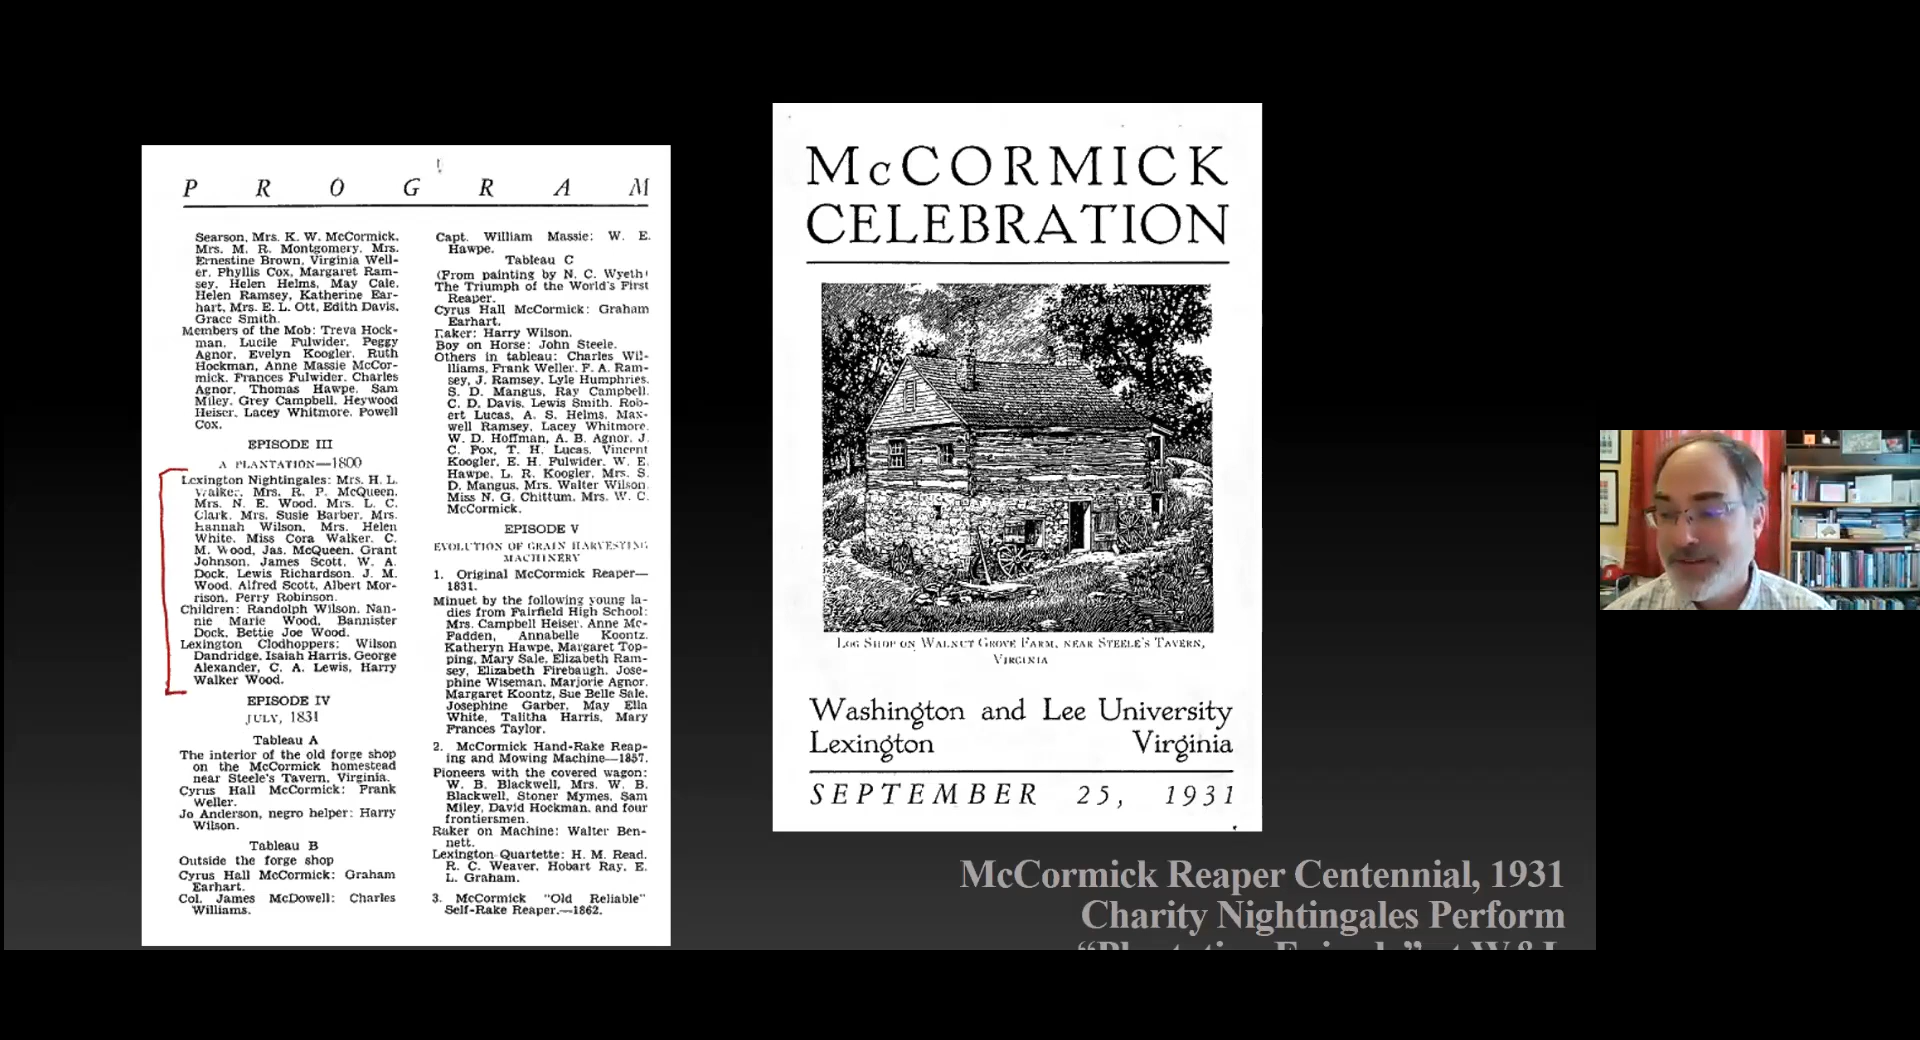 P R O G R A M
Searson, Mrs. K. W. McCormick,
Mrs. M. R. Montgomery, Mrs.
Ernestine Brown, Virginia Well-
er, Phyllis Cox, Margaret Ram-
sey, Helen Helms, May Cale,
Helen Ramsey, Katherine Ear-
hart, Mrs. E. L. Ott, Edith Davis,
Grace Smith.
Members of the Mob: Treva Hock-
man, Lucile Fulwider, Peggy
Agnor, Evelyn Koogler, Ruth
Hockman, Anne Massie McCor-
mick, Frances Fulwider, Charles
Agnor, Thomas Hawpe, Sam
Miley, Grey Campbell, Heywood
Heiser, Lacey Whitmore, Powell
Cox.
EPISODE III
A PLANTATION—1800
Lexington Nightingales: Mrs. H. L.
Walker, Mrs. R. P. McQueen,
Mrs. N. E. Wood, Mrs. L. C.
Clark, Mrs. Susie Barber, Mrs.
Hannah Wilson, Mrs. Helen
White, Miss Cora Walker, C.
M. Wood, Jas. McQueen, Grant
Johnson, James Scott, W. A.
Dock, Lewis Richardson, J. M.
Wood, Alfred Scott, Albert Mor-
rison, Perry Robinson.
Children: Randolph Wilson, Nan-
nie Marie Wood, Bannister
Dock, Bettie Joe Wood.
Lexington Clodhoppers: Wilson
Dandridge, Isaiah Harris, George
Alexander, C. A. Lewis, Harry
Walker Wood.
EPISODE IV
JULY, 1831
Tableau A
The interior of the old forge shop
on the McCormick homestead
near Steele's Tavern, Virginia.
Cyrus Hall McCormick: Frank
Weller.
Jo Anderson, negro helper: Harry
Wilson.
Tableau B
Outside the forge shop
Cyrus Hall McCormick: Graham
Earhart.
Col. James McDowell: Charles
Williams.
Capt. William Massie: W. E.
Hawpe.
Tableau C
(From painting by N. C. Wyeth)
The Triumph of the World's First
Reaper.
Cyrus Hall McCormick: Graham
Earhart.
Raker: Harry Wilson.
Boy on Horse: John Steele.
Others in tableau: Charles Wil-
lliams, Frank Weller, F. A. Ram-
sey, J. Ramsey, Lyle Humphries,
S. D. Mangus, Ray Campbell,
C. D. Davis, Lewis Smith, Rob-
ert Lucas, A. S. Helms, Max-
well Ramsey, Lacey Whitmore,
W. D. Hoffman, A. B. Agnor, J.
C. Fox, T. H. Lucas, Vincent
Koogler, E. H. Fulwider, W. E.
Hawpe, L. R. Koogler, Mrs. S.
D. Mangus, Mrs. Walter Wilson,
Miss N. G. Chittum, Mrs. W. C.
McCormick.
EPISODE V
EVOLUTION OF GRAIN HARVESTING
MACHINERY
1. Original McCormick Reaper—
1831.
Minuet by the following young la-
dies from Fairfield High School:
Mrs. Campbell Heiser, Anne Mc-
Fadden, Annabelle Koontz,
Katheryn Hawpe, Margaret Top-
ping, Mary Sale, Elizabeth Ram-
sey, Elizabeth Firebaugh, Jose-
phine Wiseman, Marjorie Agnor,
Margaret Koontz, Sue Belle Sale,
Josephine Garber, May Ella
White, Talitha Harris, Mary
Frances Taylor.
2. McCormick Hand-Rake Reap-
ing and Mowing Machine—1857.
Pioneers with the covered wagon:
W. B. Blackwell, Mrs. W. B.
Blackwell, Stoner Mymes, Sam
Miley, David Hockman, and four
frontiersmen.
Raker on Machine: Walter Ben-
nett.
Lexington Quartette: H. M. Read,
R. C. Weaver, Hobart Ray, E.
L. Graham.
3. McCormick "Old Reliable"
Self-Rake Reaper.—1862.
McCORMICK
CELEBRATION
LOG SHOP ON WALNUT GROVE FARM, NEAR STEELE'S TAVERN,
VIRGINIA
Washington and Lee University
Lexington Virginia
SEPTEMBER 25, 1931
McCormick Reaper Centennial, 1931
Charity Nightingales Perform
"Plantation Episode" at W&L